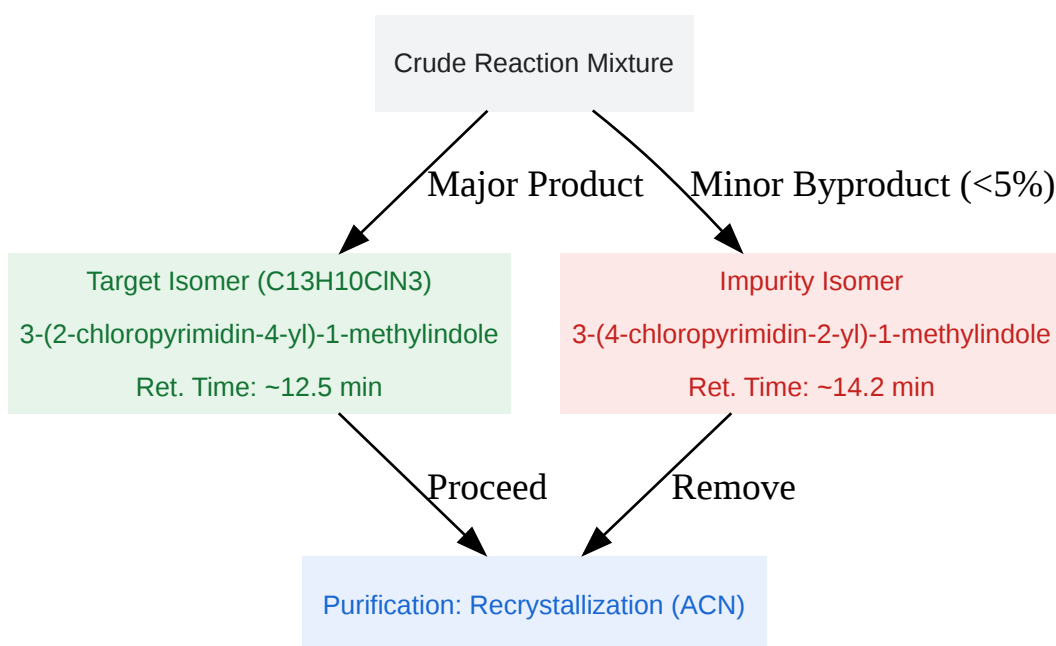 Crude Reaction Mixture
Major Product
Minor Byproduct (<5%)
Target Isomer (C13H10ClN3)
3-(2-chloropyrimidin-4-yl)-1-methylindole
Ret. Time: ~12.5 min
Impurity Isomer
3-(4-chloropyrimidin-2-yl)-1-methylindole
Ret. Time: ~14.2 min
Proceed
Remove
Purification: Recrystallization (ACN)